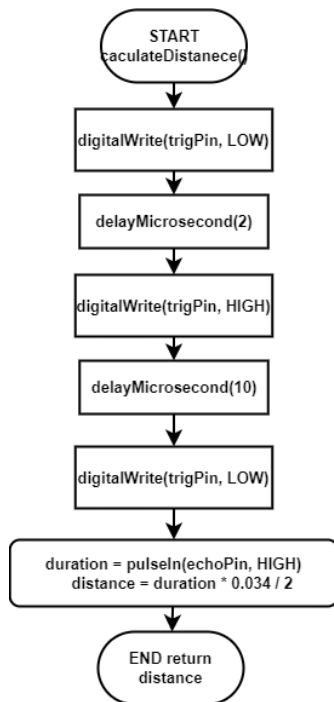 START
caculateDistanece()
digitalWrite(trigPin, LOW)
delayMicrosecond(2)
digitalWrite(trigPin, HIGH)
delayMicrosecond(10)
digitalWrite(trigPin, LOW)
duration = pulseIn(echoPin, HIGH)
distance = duration * 0.034 / 2
END return
distance